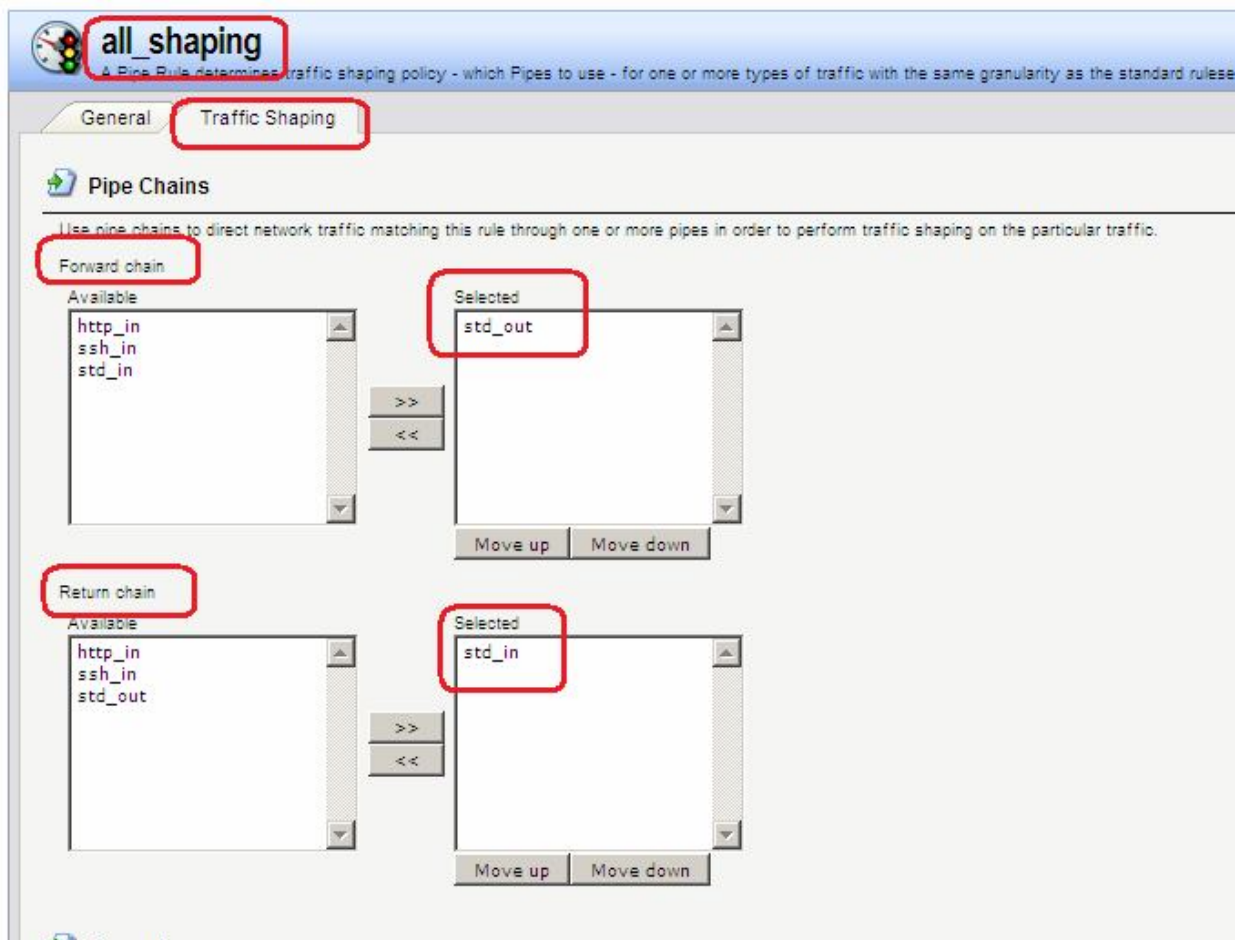 all_shaping
A Pipe Rule determines traffic shaping policy - which Pipes to use - for one or more types of traffic with the same granularity as the standard rulese
General Traffic Shaping
Pipe Chains
Use pipe chains to direct network traffic matching this rule through one or more pipes in order to perform traffic shaping on the particular traffic.
Forward chain
Available Selected
http_in std_out
ssh_in
std_in
>>
<<
Move up Move down
Return chain
Available Selected
http_in std_in
ssh_in
std_out
>>
<<
Move up Move down